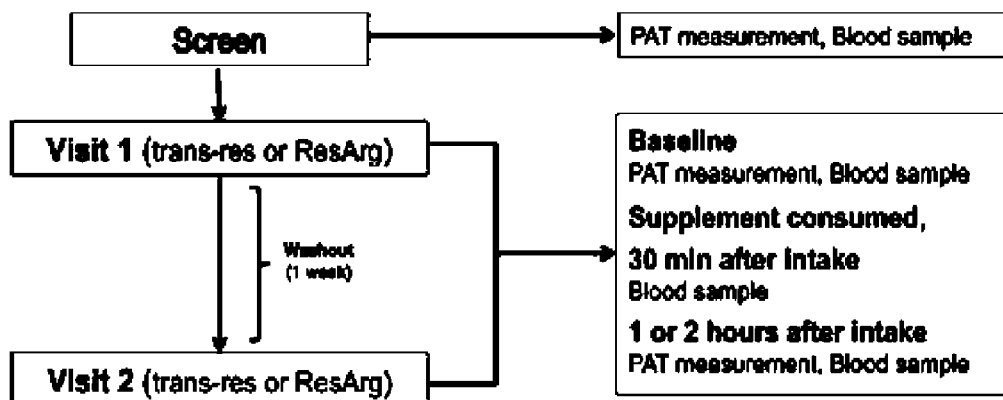 Screen
PAT measurement, Blood sample
Visit 1 (trans-res or ResArg)
Baseline
PAT measurement, Blood sample
Supplement consumed,
30 min after intake
Blood sample
1 or 2 hours after intake
PAT measurement, Blood sample
Washout
(1 week)
Visit 2 (trans-res or ResArg)